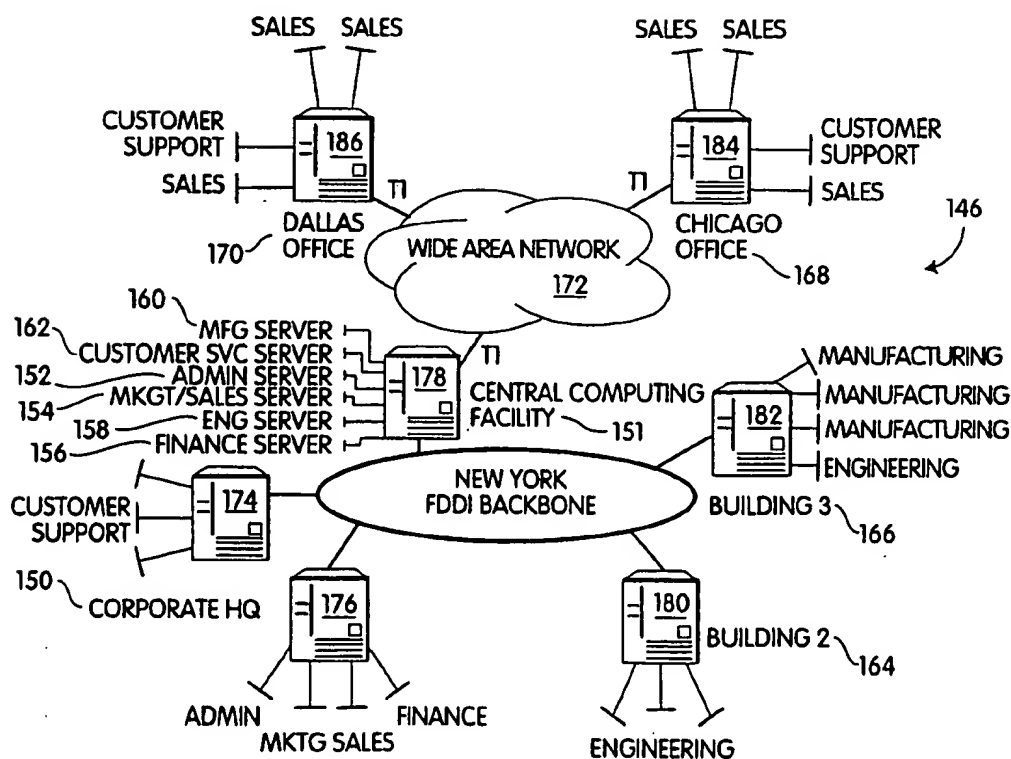 SALES SALES
SALES SALES
CUSTOMER
SUPPORT
186
SALES
T1
DALLAS
OFFICE
170
184
CUSTOMER
SUPPORT
SALES
T1
CHICAGO
OFFICE
168
146
WIDE AREA NETWORK
172
160
MFG SERVER
162
CUSTOMER SVC SERVER
152
ADMIN SERVER
154
MKGT/SALES SERVER
158
ENG SERVER
156
FINANCE SERVER
178
T1
CENTRAL COMPUTING
FACILITY
151
MANUFACTURING
MANUFACTURING
182
MANUFACTURING
ENGINEERING
BUILDING 3
166
NEW YORK
FDDI BACKBONE
CUSTOMER
SUPPORT
174
150
CORPORATE HQ
176
ADMIN
MKTG SALES
FINANCE
180
BUILDING 2
164
ENGINEERING